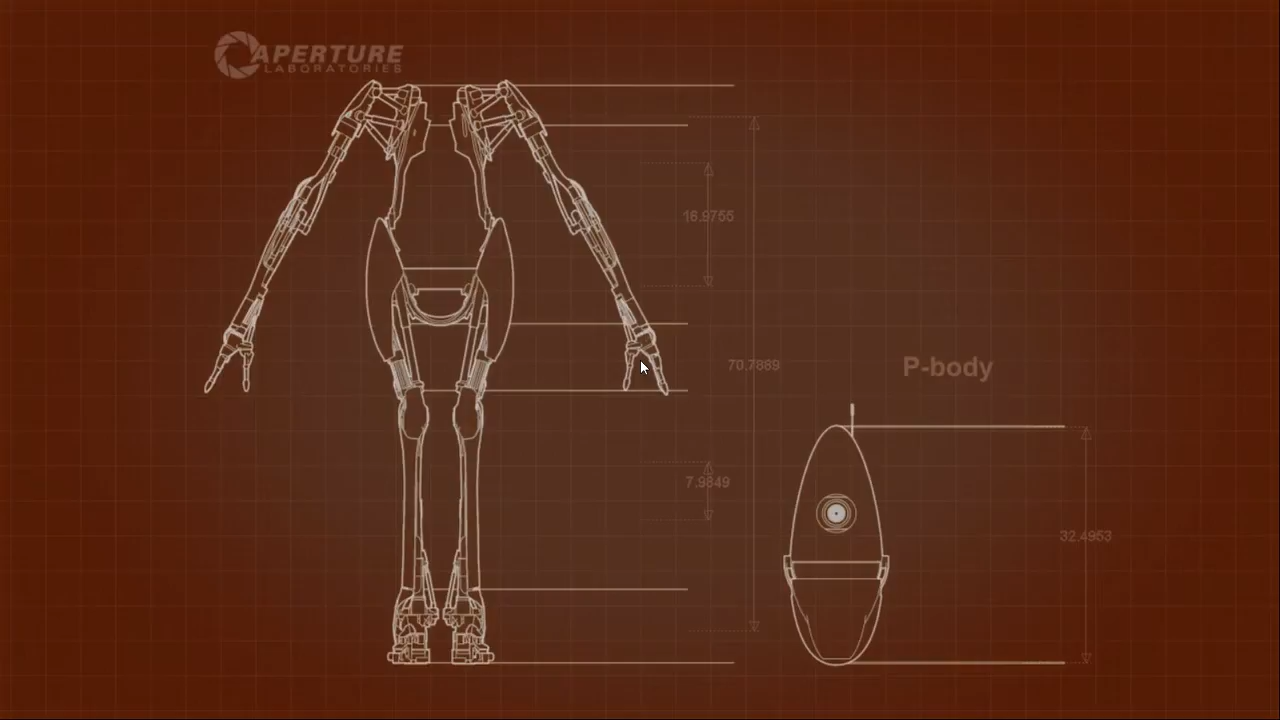 APERTURE
LABORATORIES
16.9755
70.7889
P-body
7.9849
32.4953